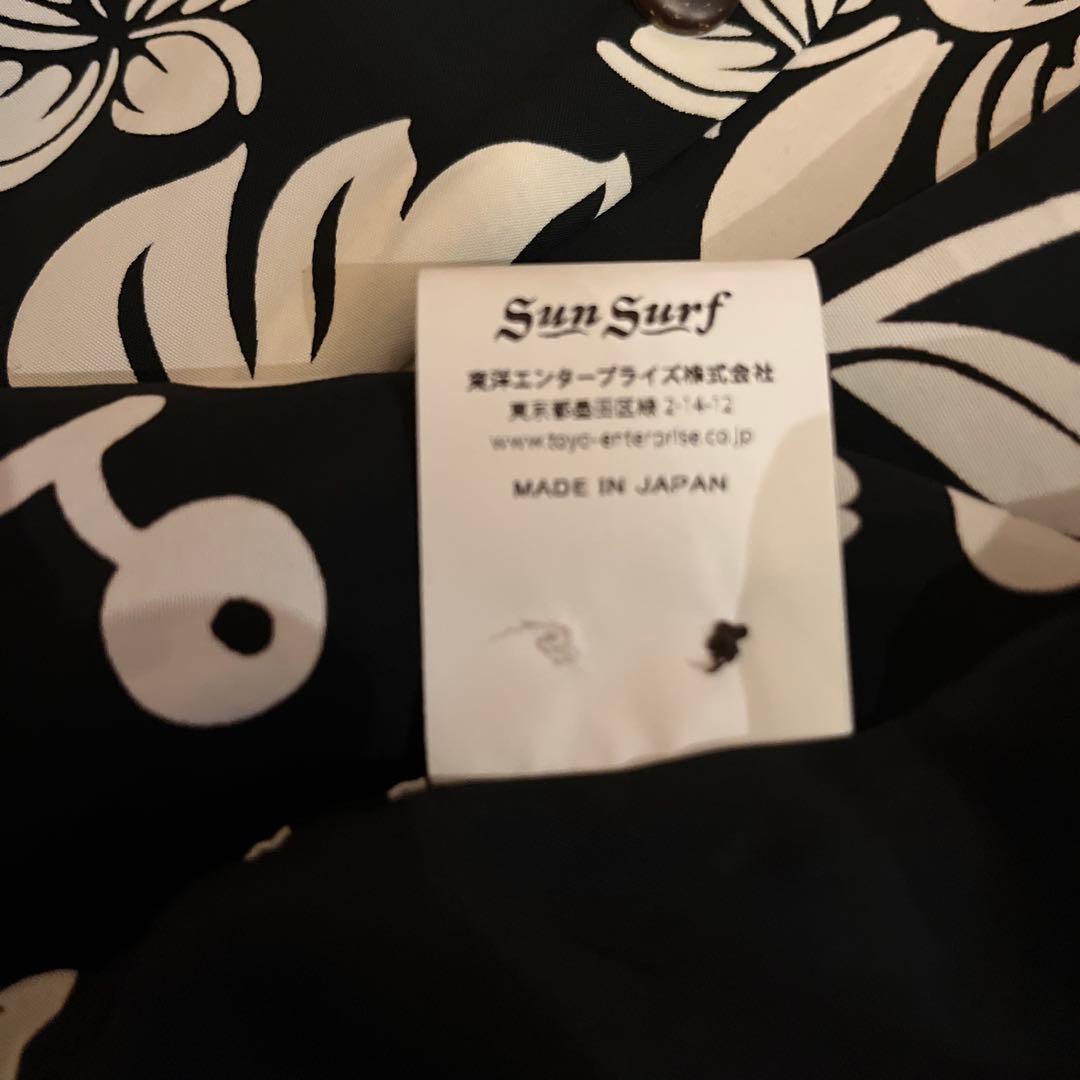 Sun Surf
東洋エンタープライズ株式会社
東京都墨田区緑 2-14-12
www.toyo-enterprise.co.jp
MADE IN JAPAN